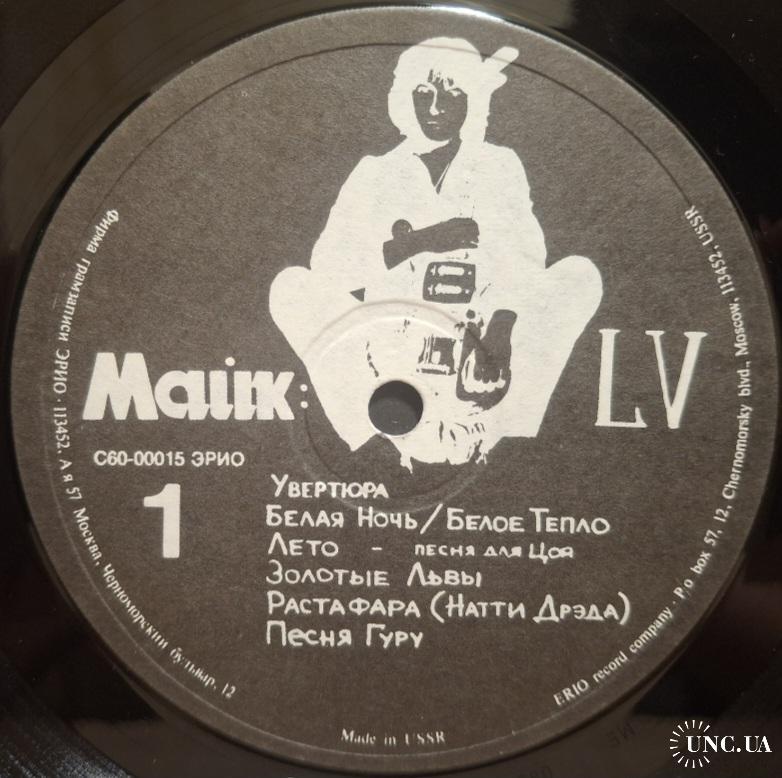 Майк:
LV
С60-00015 ЭРИО
1
Увертюра
Белая Ночь/Белое Тепло
Лето - песня для Цоя
Золотые Львы
Растафара (Натти Дрэда)
Песня Гуру
Фирма грамзаписи ЭРИО · 113452. А я 57 Москва, Черноморский бульвар, 12
Made in USSR
ERIO record company · P.o box 57, 12, Chernomorsky blvd., Moscow, 113452, USSR
UNC.UA